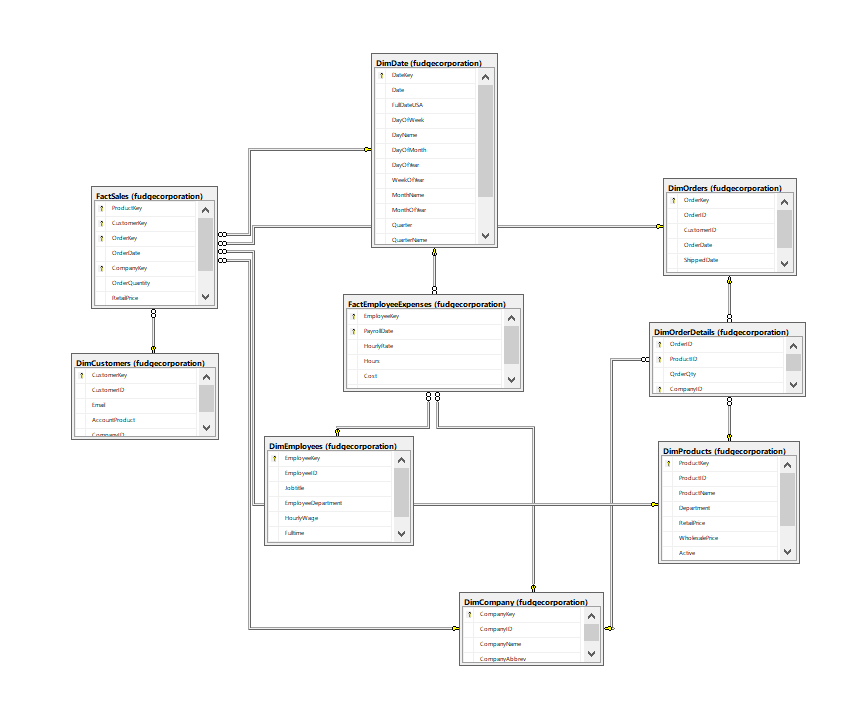 DimDate (fudgecorporation)
DateKey
Date
FullDateUSA
DayOfWeek
DayName
DayOfMonth
DayOfYear
WeekOfYear
MonthName
MonthOfYear
Quarter
QuarterName
FactSales (fudgecorporation)
ProductKey
CustomerKey
OrderKey
OrderDate
CompanyKey
OrderQuantity
RetailPrice
DimOrders (fudgecorporation)
OrderKey
OrderID
CustomerID
OrderDate
ShippedDate
FactEmployeeExpenses (fudgecorporation)
EmployeeKey
PayrollDate
HourlyRate
Hours
Cost
DimOrderDetails (fudgecorporation)
OrderID
ProductID
OrderQty
CompanyID
DimCustomers (fudgecorporation)
CustomerKey
CustomerID
Email
AccountProduct
CompanyID
DimEmployees (fudgecorporation)
EmployeeKey
EmployeeID
Jobtitle
EmployeeDepartment
HourlyWage
Fulltime
DimProducts (fudgecorporation)
ProductKey
ProductID
ProductName
Department
RetailPrice
WholesalePrice
Active
DimCompany (fudgecorporation)
CompanyKey
CompanyID
CompanyName
CompanyAbbrev